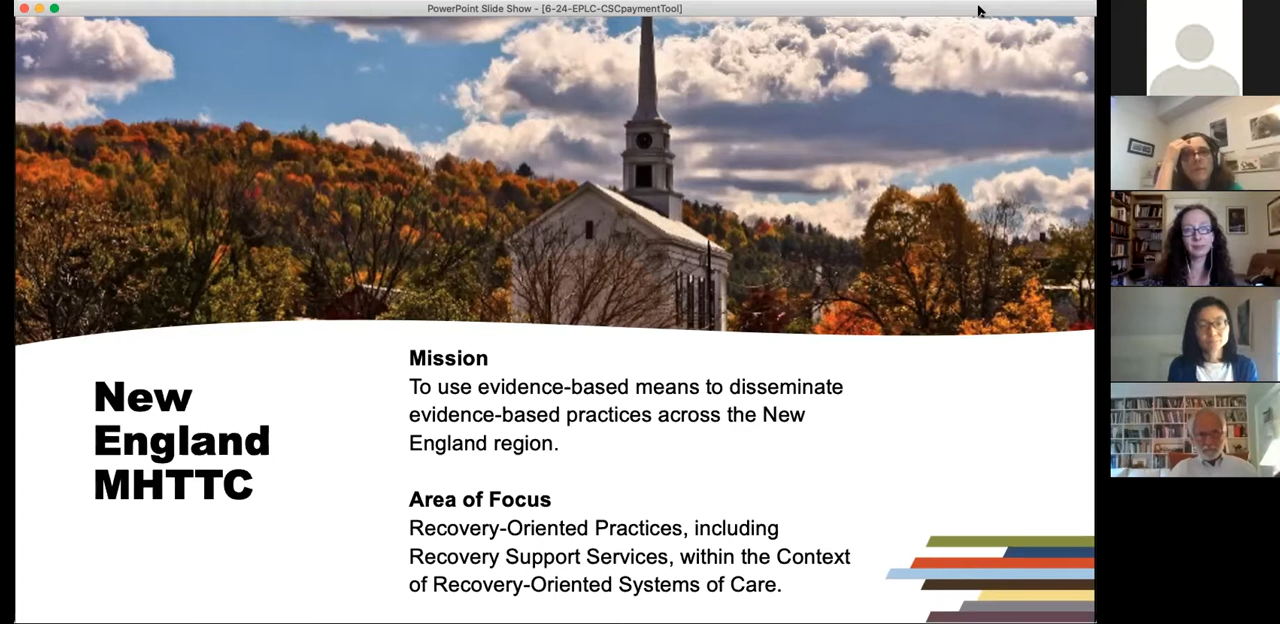 PowerPoint Slide Show - [6-24-EPLC-CSCpaymentTool]
New
England
MHTTC
Mission
To use evidence-based means to disseminate
evidence-based practices across the New
England region.
Area of Focus
Recovery-Oriented Practices, including
Recovery Support Services, within the Context
of Recovery-Oriented Systems of Care.